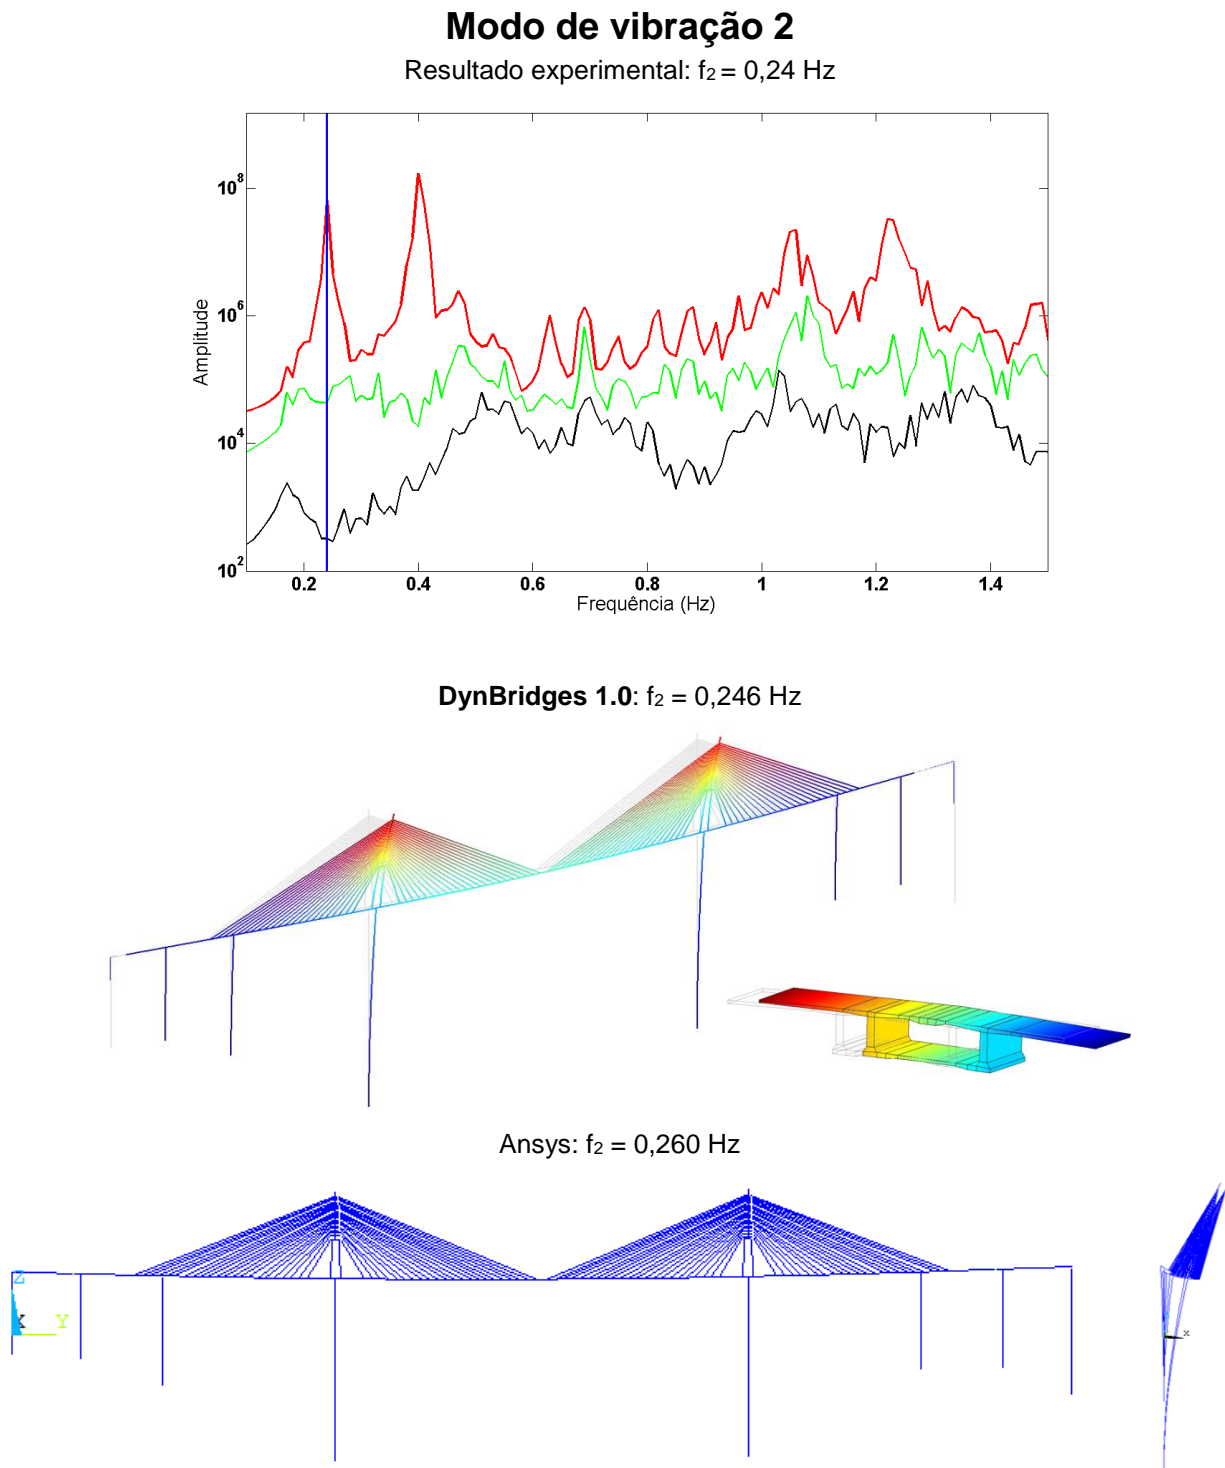 Modo de vibração 2
Resultado experimental: f2 = 0,24 Hz
10^8
10^6
10^4
10^2
Amplitude
0.2 0.4 0.6 0.8 1 1.2 1.4
Frequência (Hz)
DynBridges 1.0: f2 = 0,246 Hz
Ansys: f2 = 0,260 Hz
Z
X Y
x